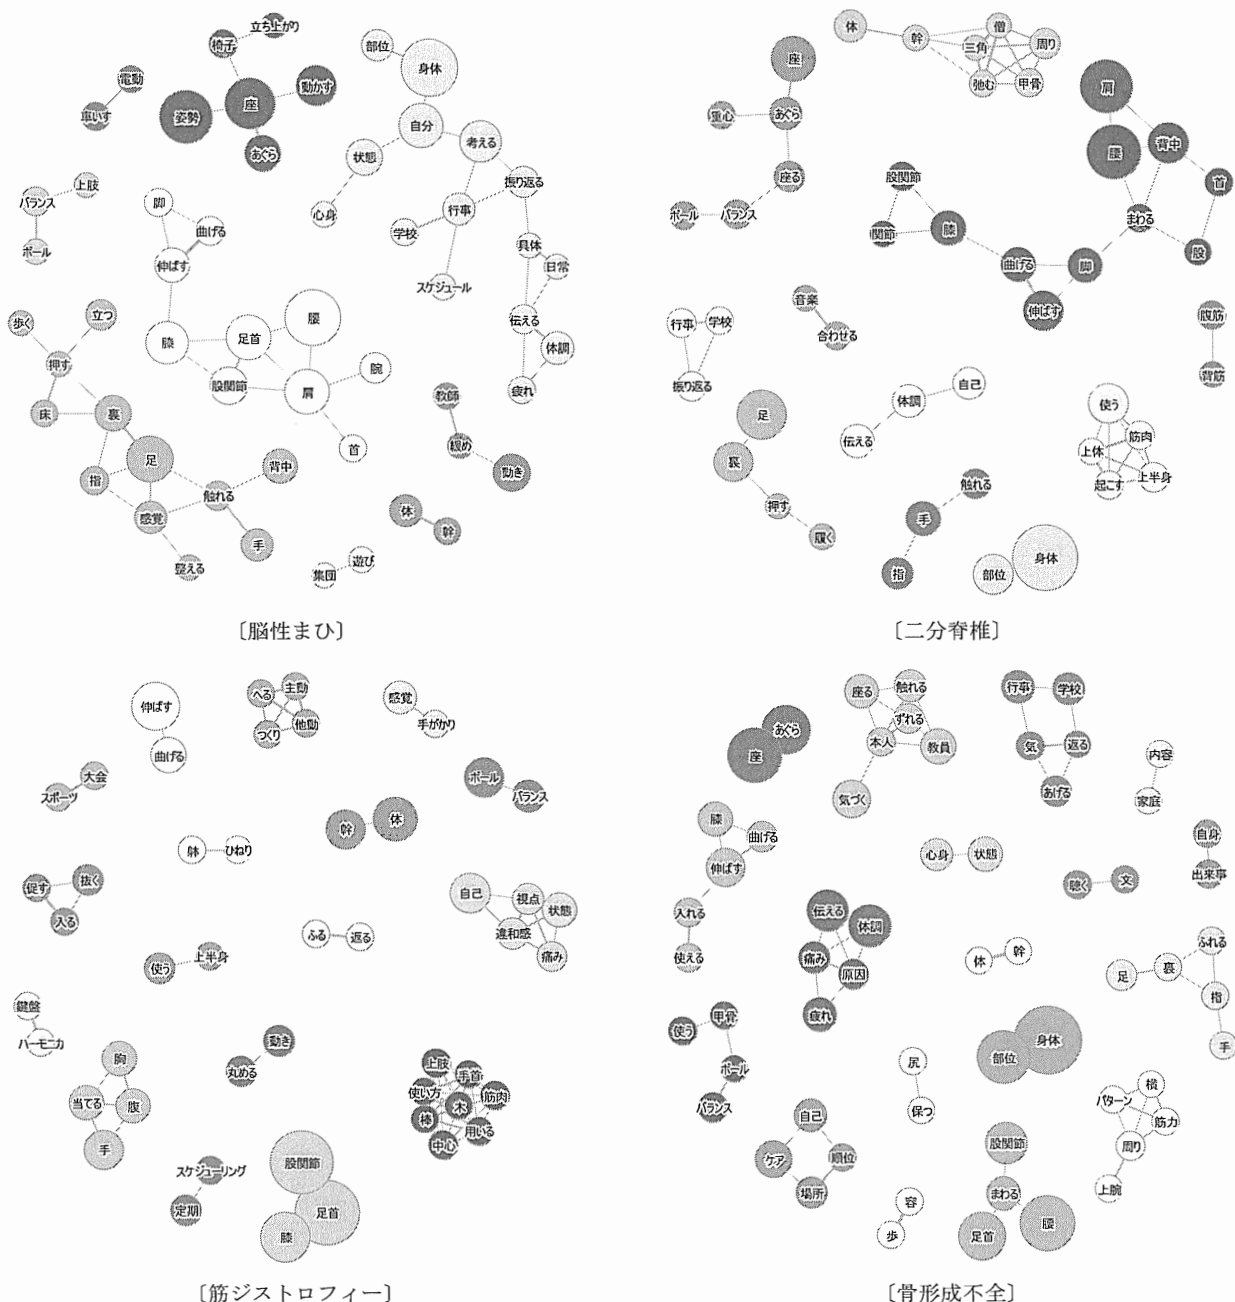 立ち上がり
椅子
電動
車いす
座
動かす
姿勢
あぐら
部位
身体
自分
状態
考える
心身
振り返る
行事
学校
具体
日常
スケジュール
伝える
体調
疲れ
上肢
バランス
ボール
脚
曲げる
伸ばす
膝
足首
腰
股関節
肩
腕
首
歩く
立つ
押す
床
裏
足
指
感覚
触れる
背中
手
整える
教師
緩め
動き
体
幹
集団
遊び
〔脳性まひ〕
体
幹
僧
三角
周り
弛む
甲骨
座
重心
あぐら
座る
ボール
バランス
肩
腰
背中
首
まわる
股
股関節
関節
膝
曲げる
脚
伸ばす
音楽
合わせる
腹筋
背筋
行事
学校
振り返る
自己
体調
伝える
足
裏
押す
履く
触れる
手
指
使う
筋肉
上体
上半身
起こす
身体
部位
〔二分脊椎〕
伸ばす
曲げる
へる
主動
つくり
他動
感覚
手がかり
大会
スポーツ
ボール
バランス
幹
体
躰
ひねり
促す
抜く
入る
自己
視点
状態
違和感
痛み
ふる
返る
使う
上半身
鍵盤
ハーモニカ
胸
当てる
腹
手
動き
丸める
上肢
手首
使い方
木
筋肉
棒
用いる
中心
スケジューリング
定期
股関節
足首
膝
〔筋ジストロフィー〕
座
あぐら
座る
触れる
ずれる
本人
教員
気づく
行事
学校
気
返る
あげる
内容
家庭
膝
曲げる
伸ばす
入れる
使える
心身
状態
自身
出来事
聴く
文
伝える
体調
痛み
原因
疲れ
体
幹
ふれる
足
裏
指
手
使う
甲骨
ボール
バランス
部位
身体
尻
保つ
横
パターン
筋力
周り
上腕
自己
ケア
順位
場所
股関節
まわる
足首
腰
容
歩
〔骨形成不全〕